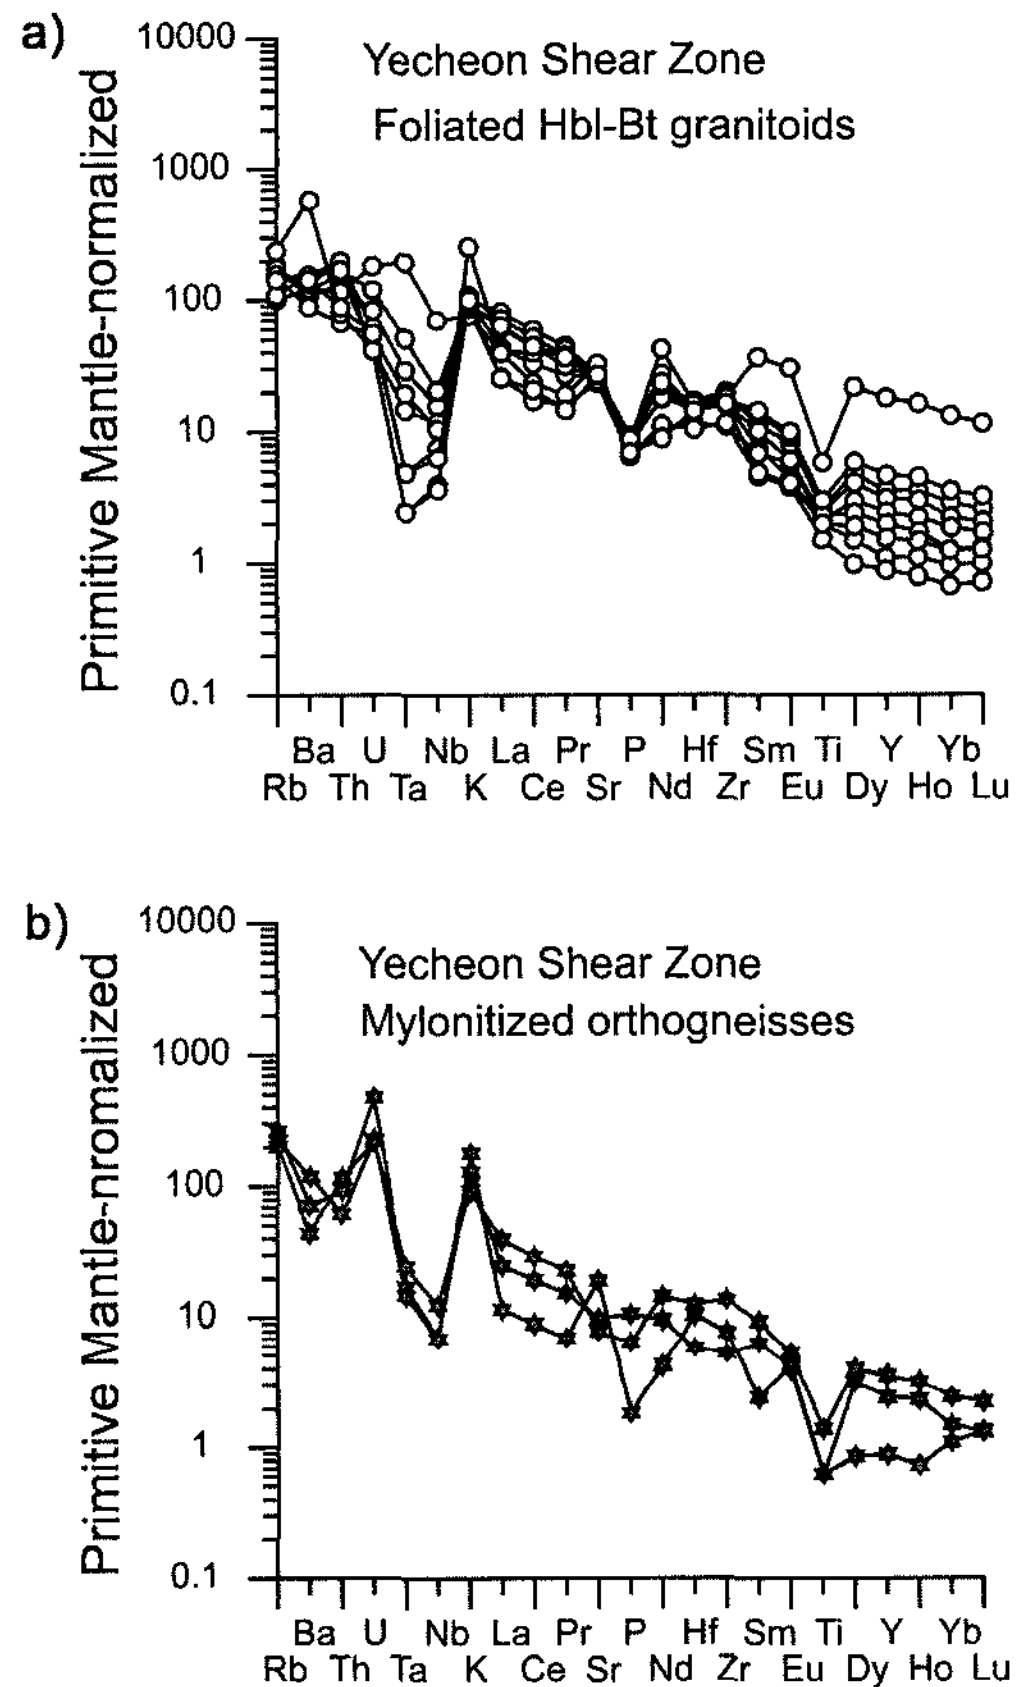 a)
Yecheon Shear Zone
Foliated Hbl-Bt granitoids
Primitive Mantle-normalized
10000
1000
100
10
1
0.1
Ba U Nb La Pr P Hf Sm Ti Y Yb
Rb Th Ta K Ce Sr Nd Zr Eu Dy Ho Lu
b)
Yecheon Shear Zone
Mylonitized orthogneisses
Primitive Mantle-nromalized
10000
1000
100
10
1
0.1
Ba U Nb La Pr P Hf Sm Ti Y Yb
Rb Th Ta K Ce Sr Nd Zr Eu Dy Ho Lu